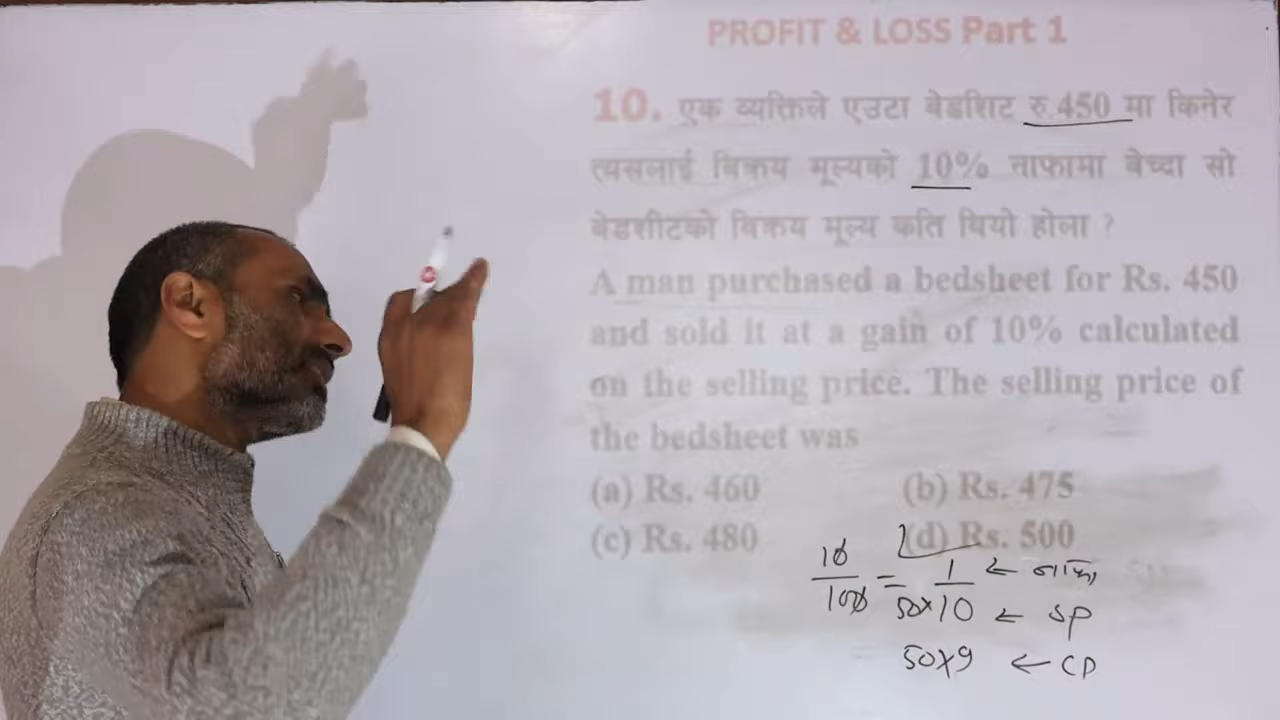 PROFIT & LOSS Part 1
10. एक व्यक्तिले एउटा बेडशिट रु.450 मा किनेर
त्यसलाई बिक्रय मूल्यको 10% नाफामा बेच्दा सो
बेडसीटको बिक्रय मूल्य कति थियो होला ?
A man purchased a bedsheet for Rs. 450
and sold it at a gain of 10% calculated
on the selling price. The selling price of
the bedsheet was
(a) Rs. 460 (b) Rs. 475
(c) Rs. 480 (d) Rs. 500
10/100 = 1/50×10 ← नाफा
← SP
50×9 ← CP